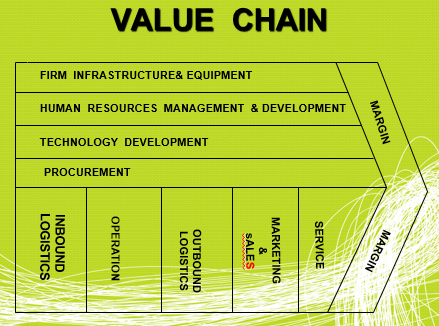 VALUE CHAIN
FIRM INFRASTRUCTURE& EQUIPMENT
HUMAN RESOURCES MANAGEMENT & DEVELOPMENT
TECHNOLOGY DEVELOPMENT
PROCUREMENT
MARGIN
INBOUND
LOGISTICS
OPERATION
OUTBOUND
LOGISTICS
MARKETING
&
sALES
SERVICE
MARGIN